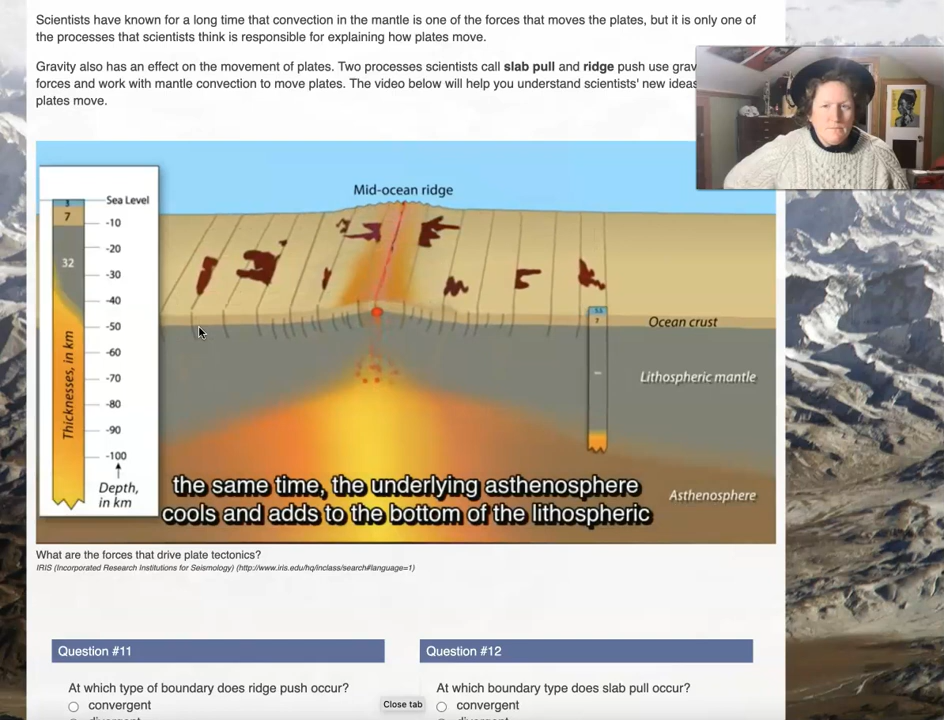 Scientists have known for a long time that convection in the mantle is one of the forces that moves the plates, but it is only one of
the processes that scientists think is responsible for explaining how plates move.
Gravity also has an effect on the movement of plates. Two processes scientists call slab pull and ridge push use grav
forces and work with mantle convection to move plates. The video below will help you understand scientists' new ideas
plates move.
Mid-ocean ridge
Sea Level
3
7
-10
-20
32
-30
-40
-50
-60
-70
-80
-90
-100
Thicknesses, in km
Depth,
in km
7
Ocean crust
Lithospheric mantle
Asthenosphere
the same time, the underlying asthenosphere
cools and adds to the bottom of the lithospheric
What are the forces that drive plate tectonics?
IRIS (Incorporated Research Institutions for Seismology) (http://www.iris.edu/hq/inclass/search#language=1)
Question #11
At which type of boundary does ridge push occur?
convergent
Question #12
At which boundary type does slab pull occur?
convergent
Close tab